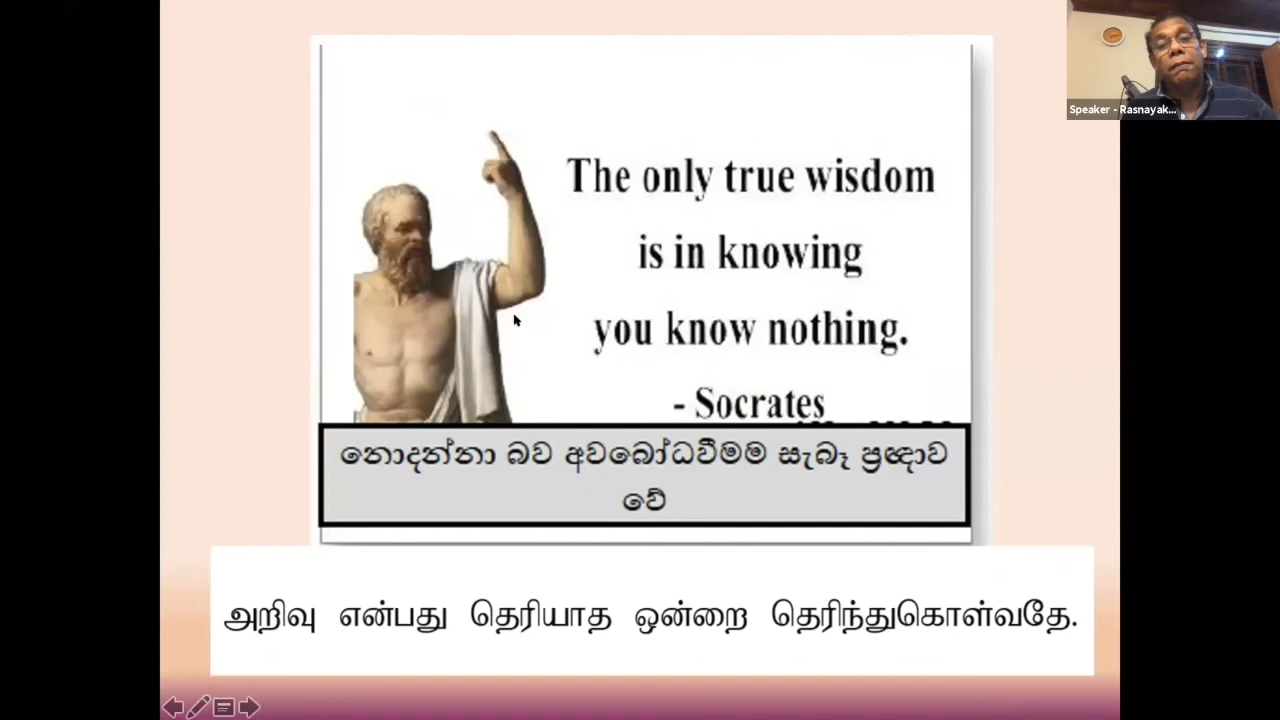 Speaker - Rasnayak...
The only true wisdom
is in knowing
you know nothing.
- Socrates
නොදන්නා බව අවබෝධවීමම සැබෑ ප්‍රඥාව
වේ
அறிவு என்பது தெரியாத ஒன்றை தெரிந்துகொள்வதே.